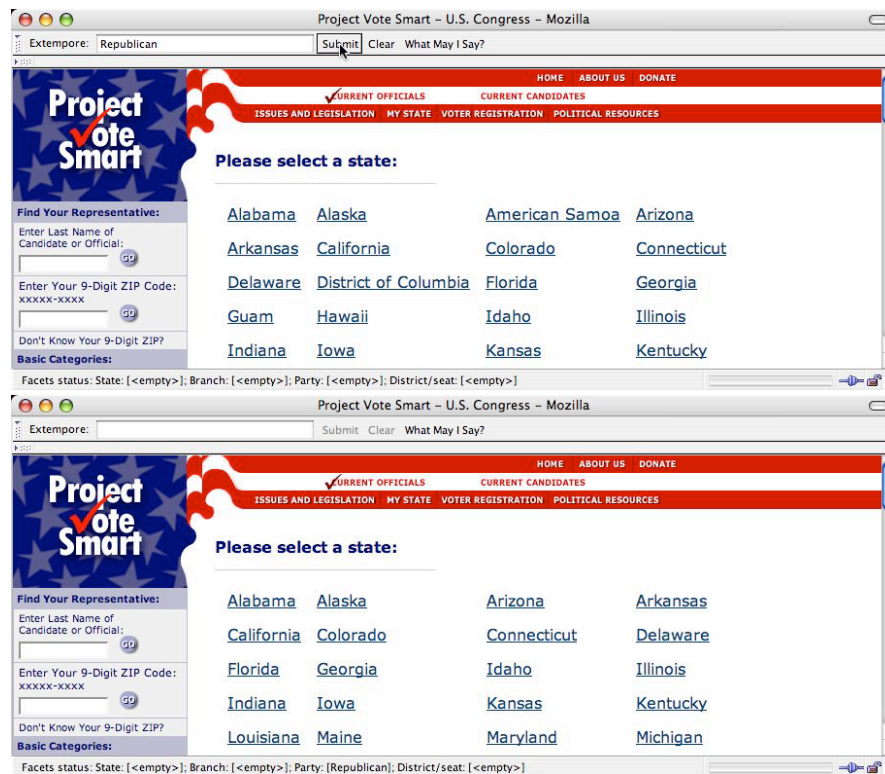 Project Vote Smart – U.S. Congress – Mozilla
Extempore: Republican Submit Clear What May I Say?
HOME ABOUT US DONATE
CURRENT OFFICIALS CURRENT CANDIDATES
ISSUES AND LEGISLATION MY STATE VOTER REGISTRATION POLITICAL RESOURCES
Project
Vote
Smart
Please select a state:
Find Your Representative:
Enter Last Name of
Candidate or Official:
GO
Enter Your 9-Digit ZIP Code:
xxxxx-xxxx
GO
Don't Know Your 9-Digit ZIP?
Basic Categories:
Alabama Alaska American Samoa Arizona
Arkansas California Colorado Connecticut
Delaware District of Columbia Florida Georgia
Guam Hawaii Idaho Illinois
Indiana Iowa Kansas Kentucky
Facets status: State: [<empty>]; Branch: [<empty>]; Party: [<empty>]; District/seat: [<empty>]
Project Vote Smart – U.S. Congress – Mozilla
Extempore: Submit Clear What May I Say?
HOME ABOUT US DONATE
CURRENT OFFICIALS CURRENT CANDIDATES
ISSUES AND LEGISLATION MY STATE VOTER REGISTRATION POLITICAL RESOURCES
Project
Vote
Smart
Please select a state:
Find Your Representative:
Enter Last Name of
Candidate or Official:
GO
Enter Your 9-Digit ZIP Code:
xxxxx-xxxx
GO
Don't Know Your 9-Digit ZIP?
Basic Categories:
Alabama Alaska Arizona Arkansas
California Colorado Connecticut Delaware
Florida Georgia Idaho Illinois
Indiana Iowa Kansas Kentucky
Louisiana Maine Maryland Michigan
Facets status: State: [<empty>]; Branch: [<empty>]; Party: [Republican]; District/seat: [<empty>]